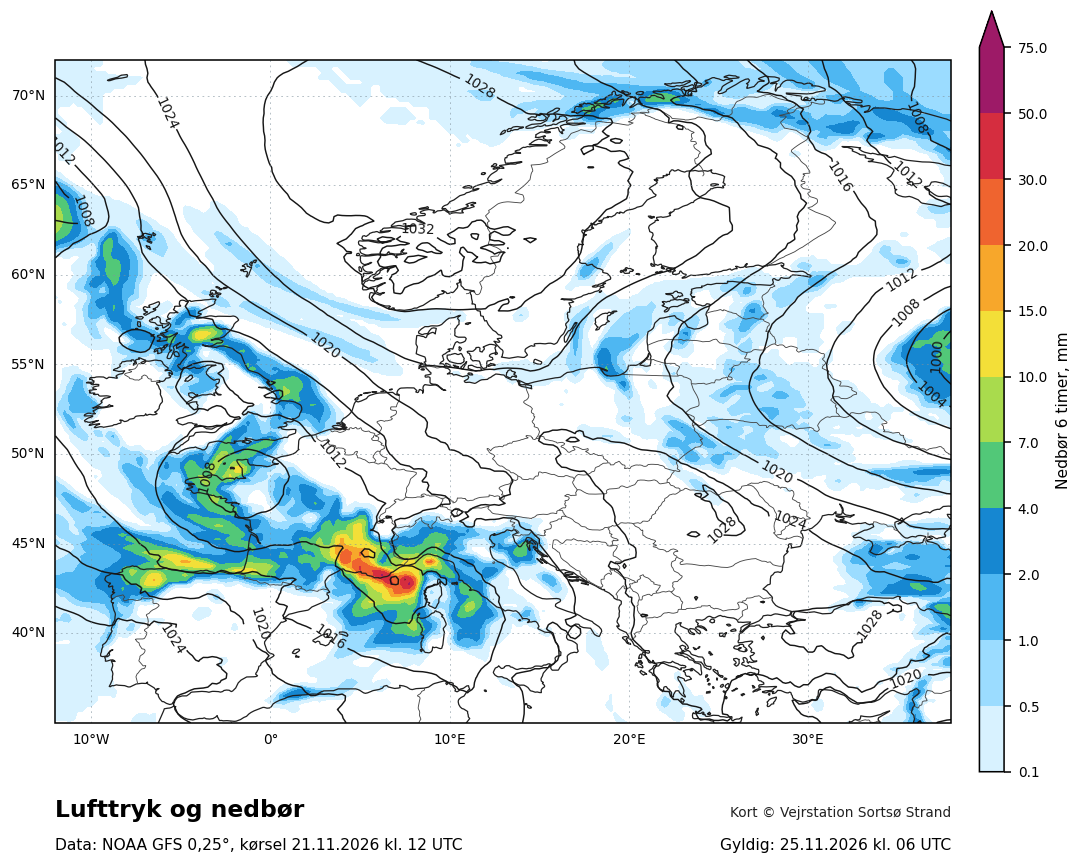 75.0
50.0
30.0
20.0
15.0
10.0
7.0
4.0
2.0
1.0
0.5
0.1
Nedbør 6 timer, mm
70°N
65°N
60°N
55°N
50°N
45°N
40°N
10°W
0°
10°E
20°E
30°E
1028
1024
1008
1012
1012
1016
1008
1032
1012
1008
1020
1000
1004
1012
1008
1020
1024
1028
1020
1024
1016
1028
1020
Lufttryk og nedbør
Kort © Vejrstation Sortsø Strand
Data: NOAA GFS 0,25°, kørsel 21.11.2026 kl. 12 UTC
Gyldig: 25.11.2026 kl. 06 UTC